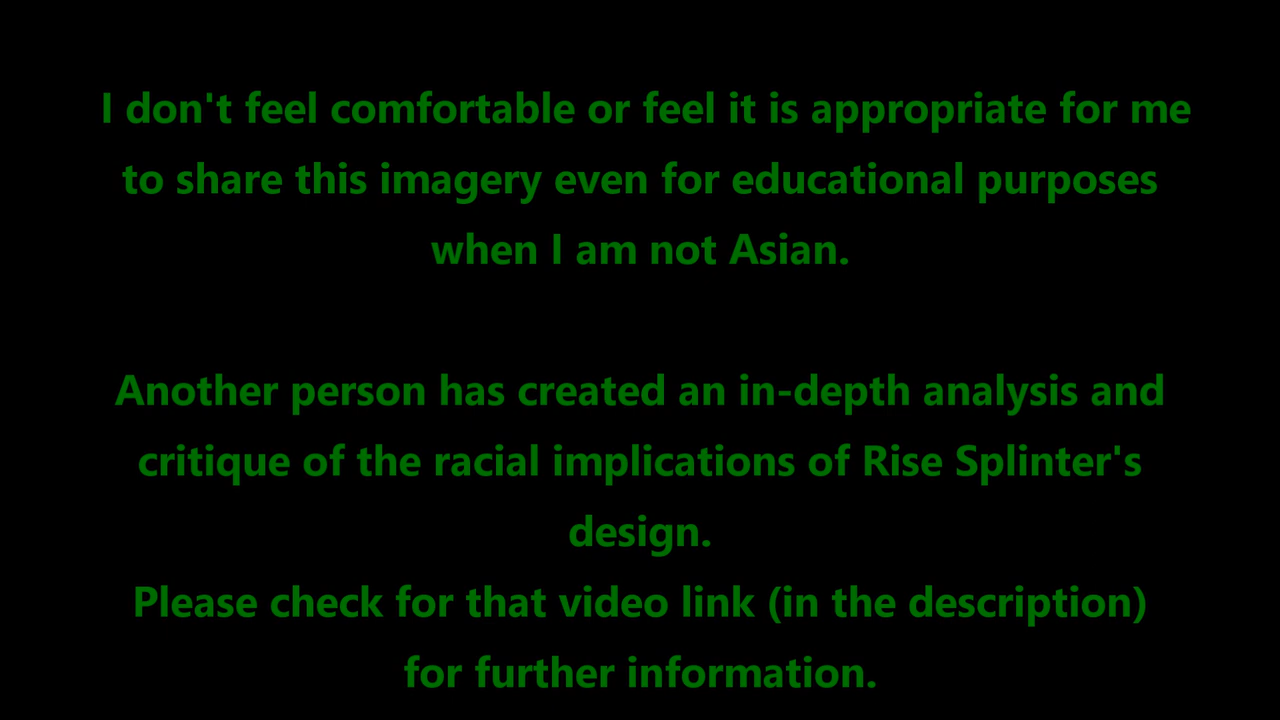 I don't feel comfortable or feel it is appropriate for me
to share this imagery even for educational purposes
when I am not Asian.
Another person has created an in-depth analysis and
critique of the racial implications of Rise Splinter's
design.
Please check for that video link (in the description)
for further information.